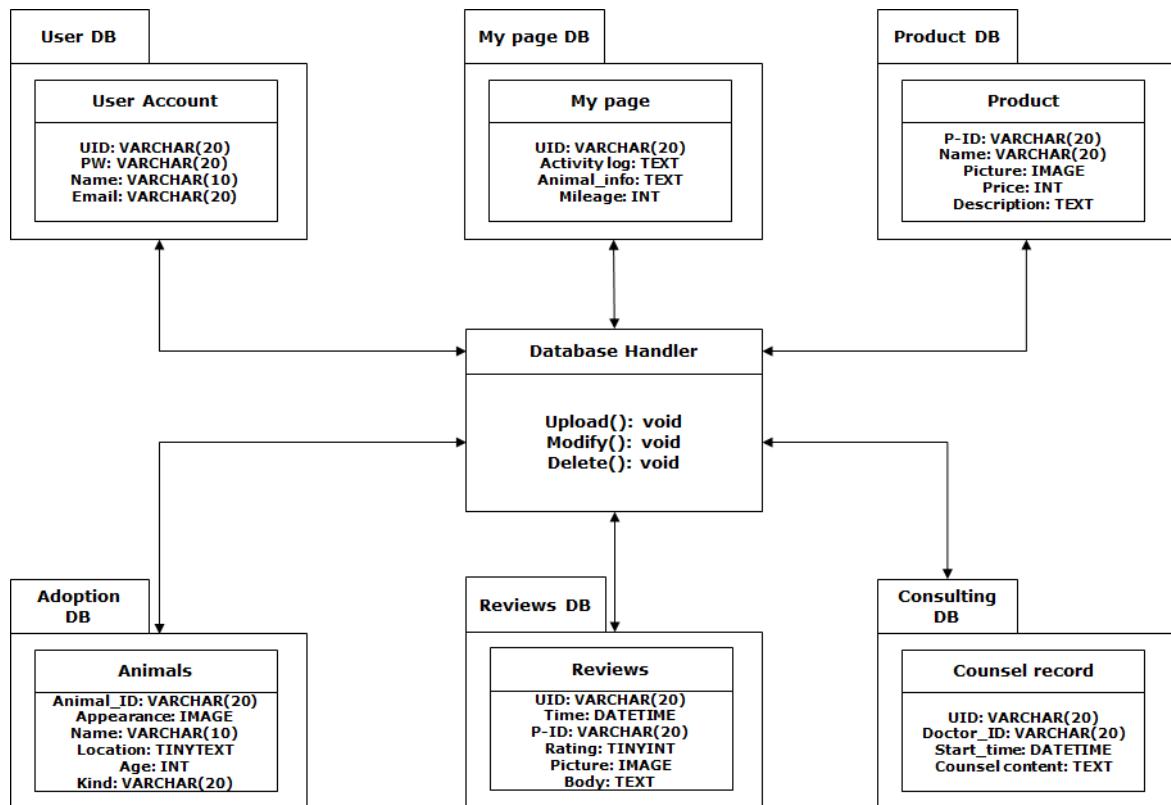 User DB
User Account
UID: VARCHAR(20)
PW: VARCHAR(20)
Name: VARCHAR(10)
Email: VARCHAR(20)
My page DB
My page
UID: VARCHAR(20)
Activity log: TEXT
Animal_info: TEXT
Mileage: INT
Product DB
Product
P-ID: VARCHAR(20)
Name: VARCHAR(20)
Picture: IMAGE
Price: INT
Description: TEXT
Database Handler
Upload(): void
Modify(): void
Delete(): void
Adoption
DB
Animals
Animal_ID: VARCHAR(20)
Appearance: IMAGE
Name: VARCHAR(10)
Location: TINYTEXT
Age: INT
Kind: VARCHAR(20)
Reviews DB
Reviews
UID: VARCHAR(20)
Time: DATETIME
P-ID: VARCHAR(20)
Rating: TINYINT
Picture: IMAGE
Body: TEXT
Consulting
DB
Counsel record
UID: VARCHAR(20)
Doctor_ID: VARCHAR(20)
Start_time: DATETIME
Counsel content: TEXT